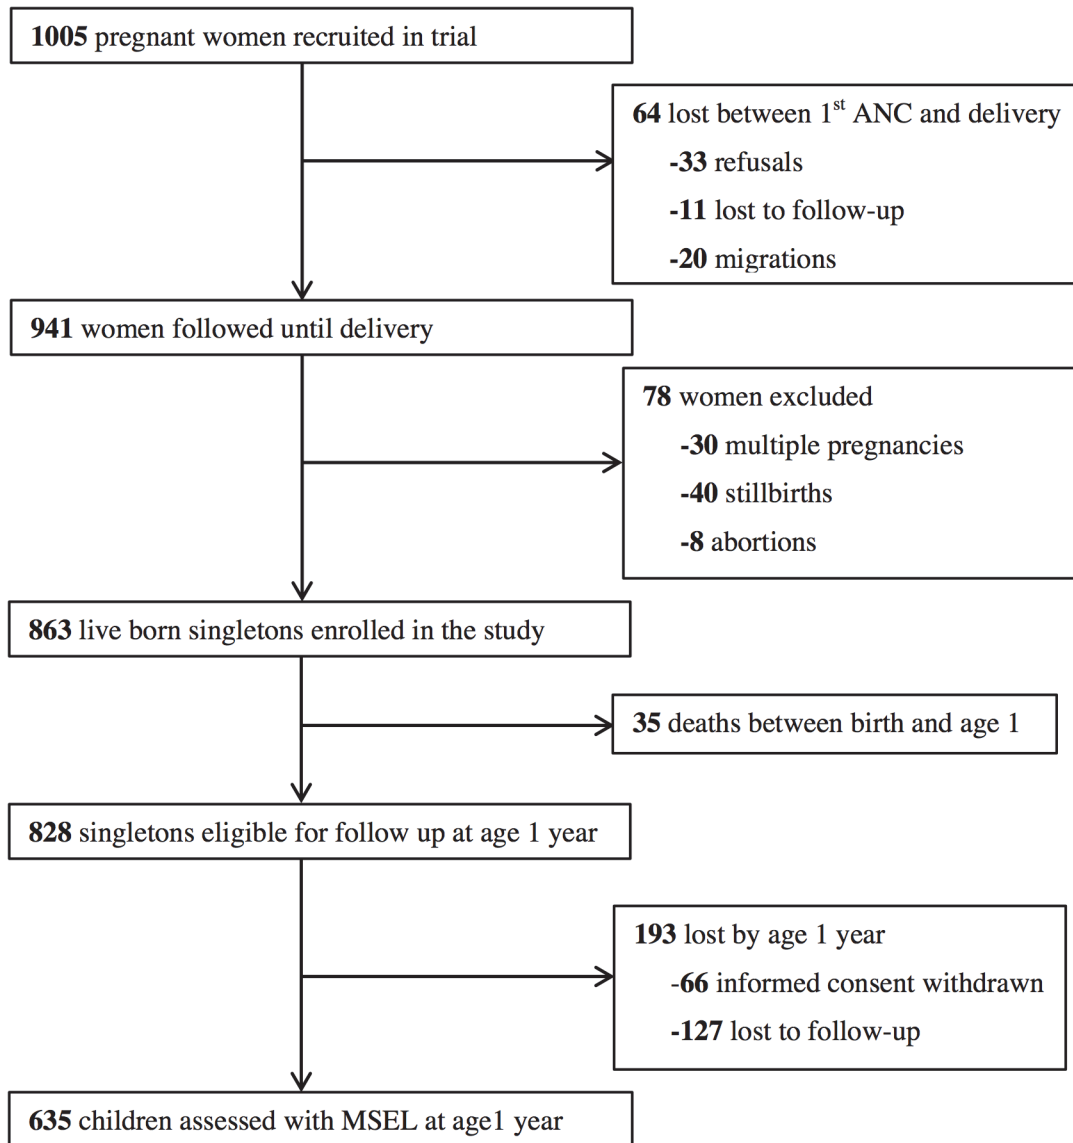 1005 pregnant women recruited in trial
64 lost between 1st ANC and delivery
-33 refusals
-11 lost to follow-up
-20 migrations
941 women followed until delivery
78 women excluded
-30 multiple pregnancies
-40 stillbirths
-8 abortions
863 live born singletons enrolled in the study
35 deaths between birth and age 1
828 singletons eligible for follow up at age 1 year
193 lost by age 1 year
-66 informed consent withdrawn
-127 lost to follow-up
635 children assessed with MSEL at age1 year